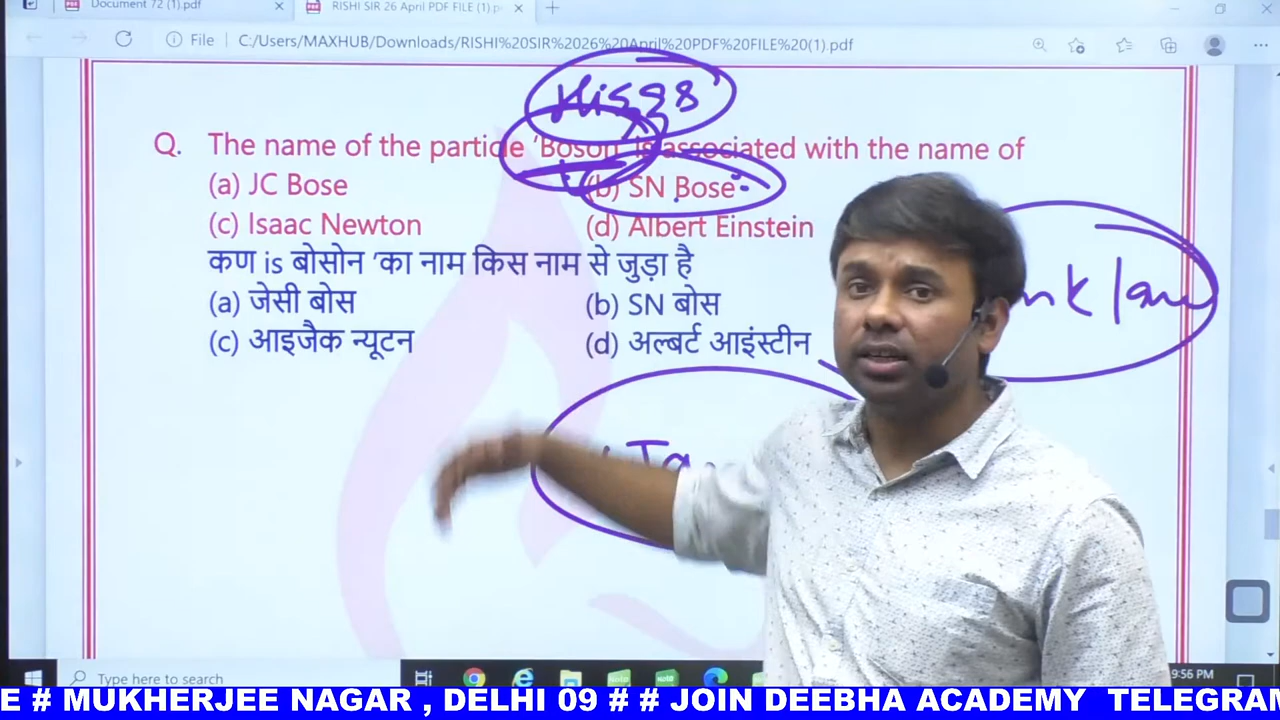 Document 72 (1).pdf
RISHI SIR 26 April PDF FILE (1).p
File C:/Users/MAXHUB/Downloads/RISHI%20SIR%2026%20April%20PDF%20FILE%20(1).pdf
Higgs
Q. The name of the particle 'Boson' is associated with the name of
(a) JC Bose (b) SN Bose
(c) Isaac Newton (d) Albert Einstein
कण is बोसोन 'का नाम किस नाम से जुड़ा है
(a) जेसी बोस (b) SN बोस
(c) आइजैक न्यूटन (d) अल्बर्ट आइंस्टीन
Type here to search
9:56 PM
E # MUKHERJEE NAGAR , DELHI 09 # # JOIN DEEBHA ACADEMY TELEGRAM